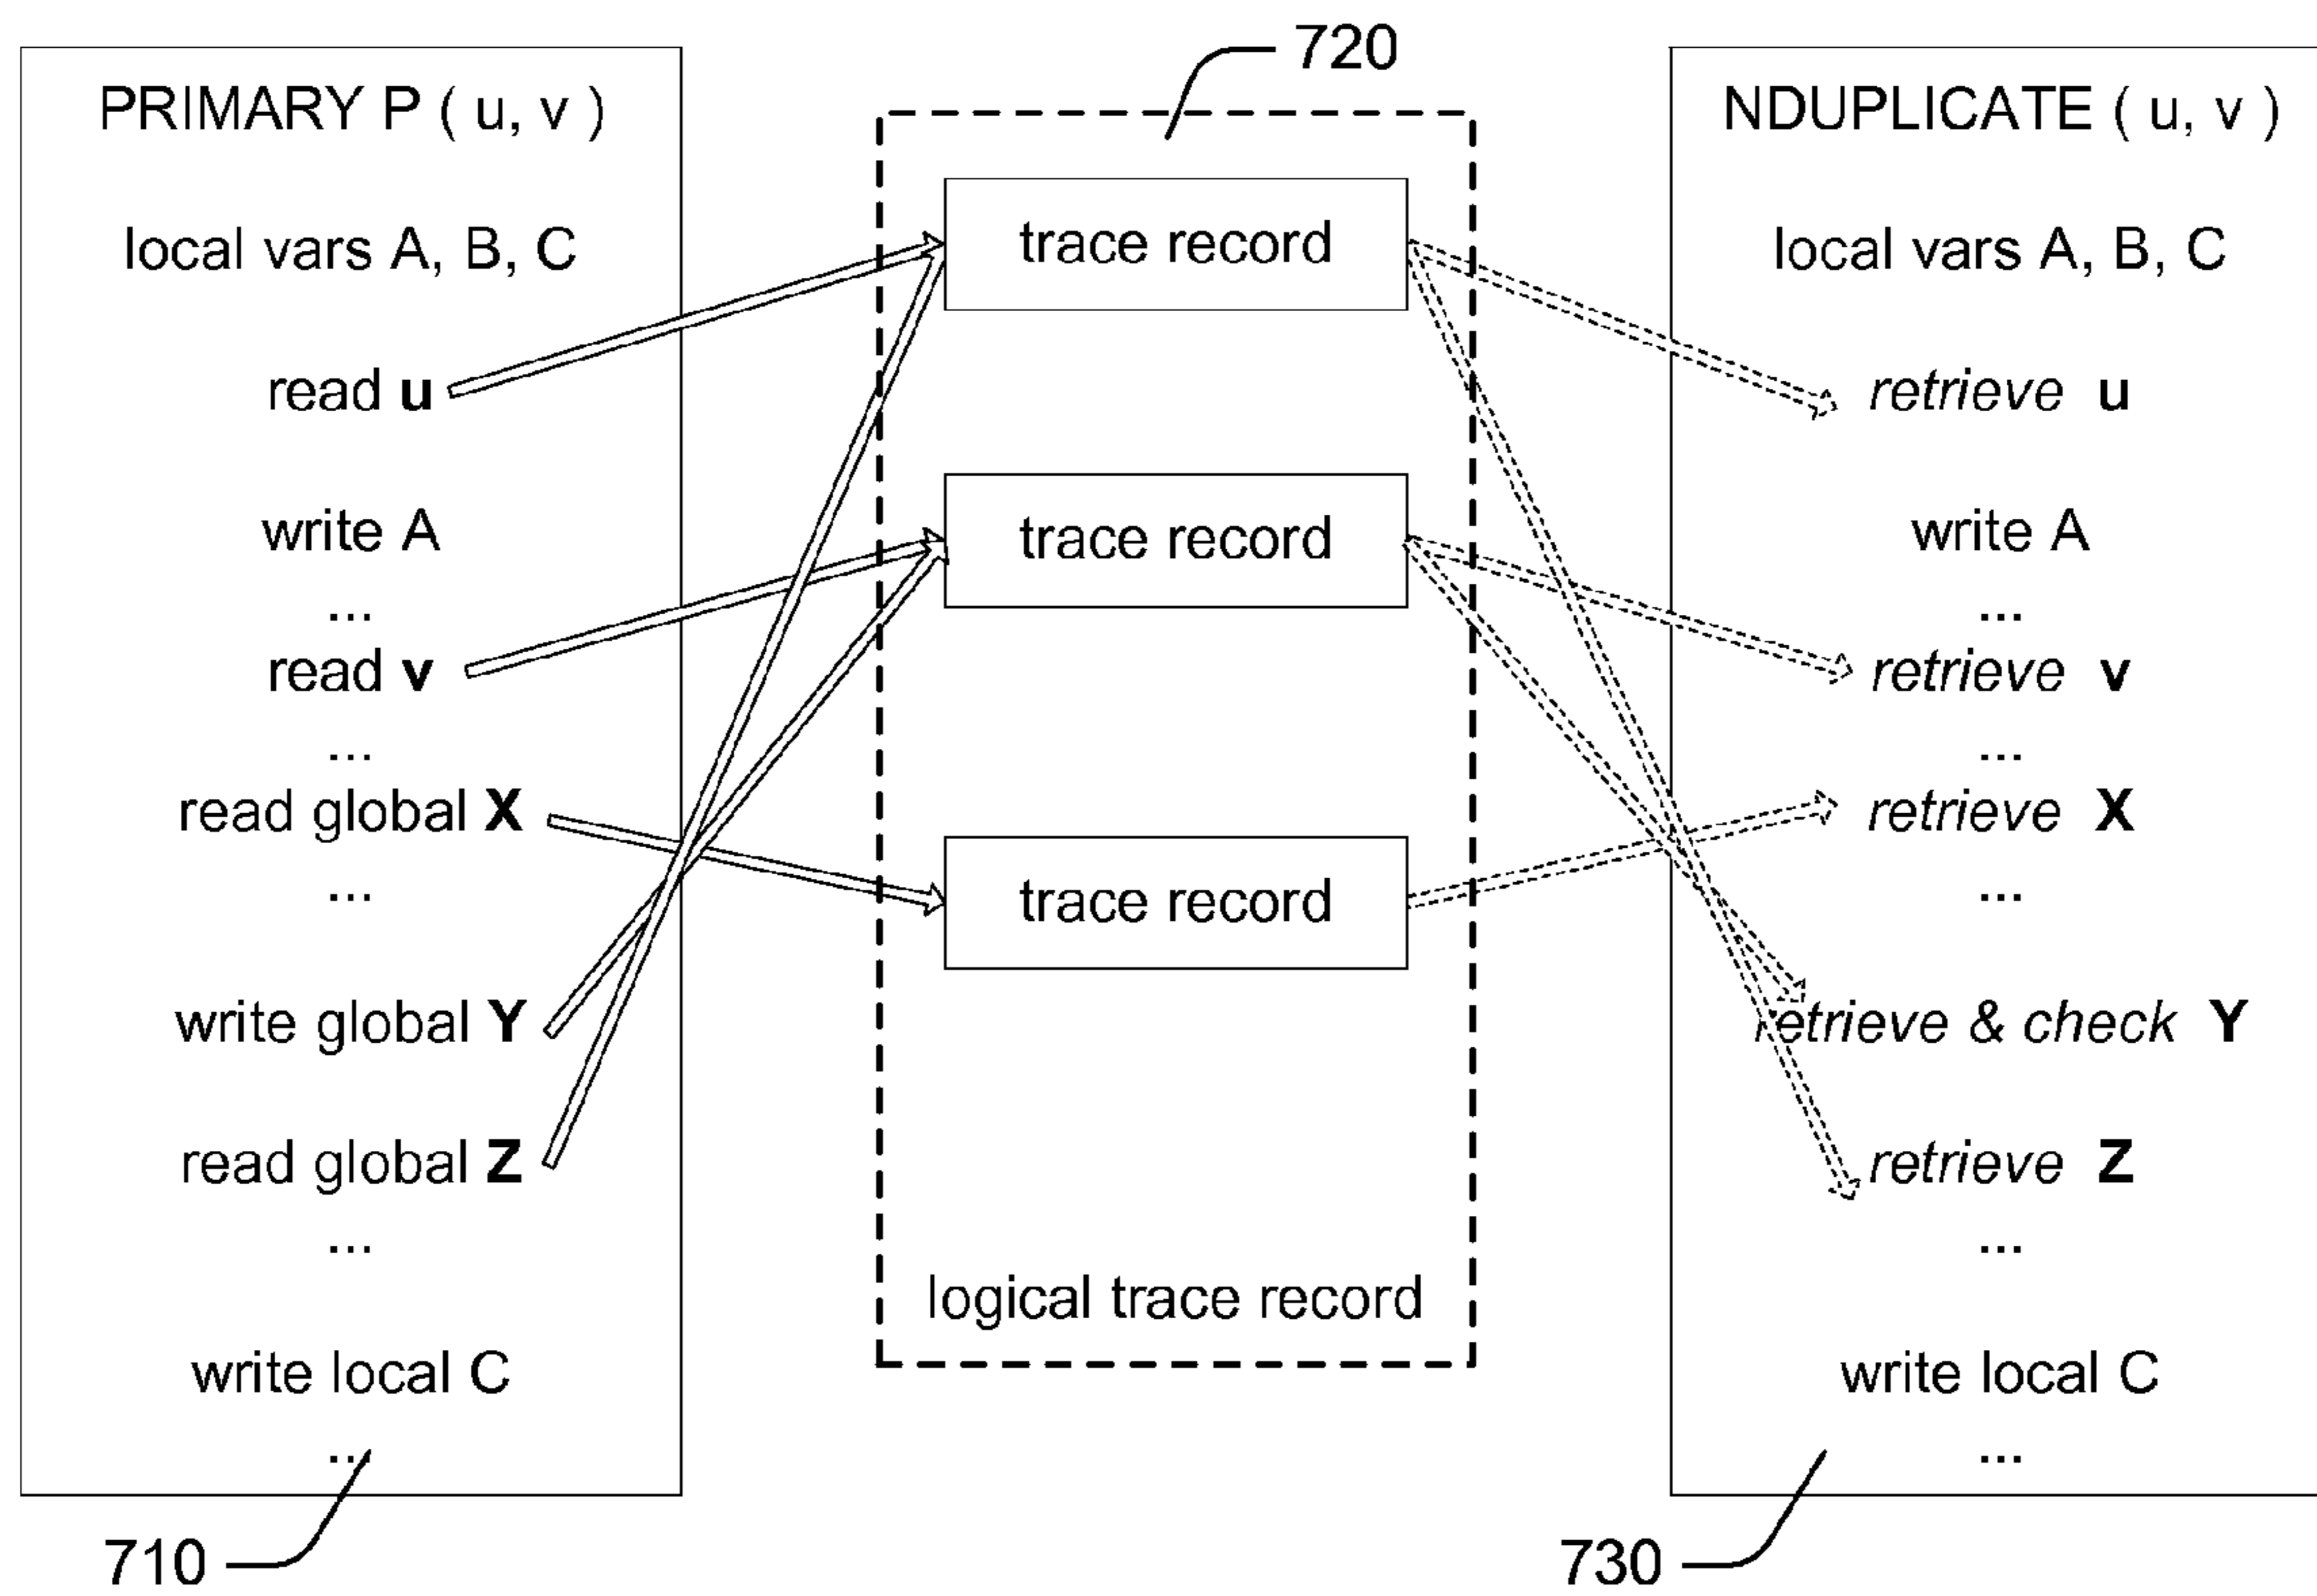 PRIMARY P ( u, v )
local vars A, B, C
read u
write A
...
read v
...
read global X
...
write global Y
read global Z
...
write local C
...
710
720
trace record
trace record
trace record
logical trace record
NDUPLICATE ( u, v )
local vars A, B, C
retrieve u
write A
...
retrieve v
...
retrieve X
...
retrieve & check Y
retrieve Z
...
write local C
...
730